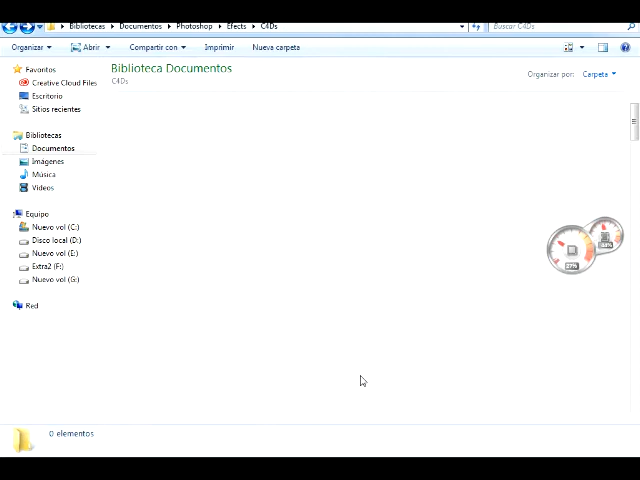 Bibliotecas ▸ Documentos ▸ Photoshop ▸ Effects ▸ C4Ds
Buscar C4Ds
Organizar Abrir Compartir con Imprimir Nueva carpeta
Favoritos
Creative Cloud Files
Escritorio
Sitios recientes
Bibliotecas
Documentos
Imágenes
Música
Vídeos
Equipo
Nuevo vol (C:)
Disco local (D:)
Nuevo vol (E:)
Extra2 (F:)
Nuevo vol (G:)
Red
Biblioteca Documentos
C4Ds
Organizar por: Carpeta
0 elementos